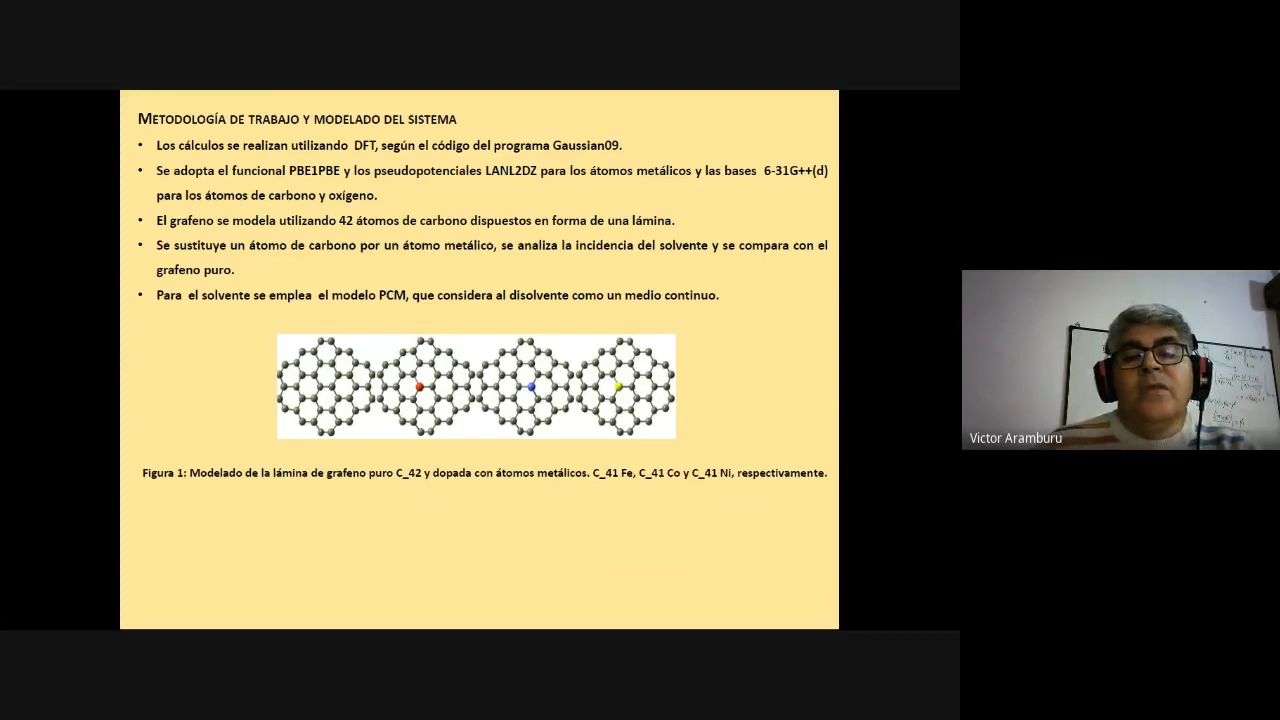 METODOLOGÍA DE TRABAJO Y MODELADO DEL SISTEMA
• Los cálculos se realizan utilizando DFT, según el código del programa Gaussian09.
• Se adopta el funcional PBE1PBE y los pseudopotenciales LANL2DZ para los átomos metálicos y las bases 6-31G++(d)
para los átomos de carbono y oxígeno.
• El grafeno se modela utilizando 42 átomos de carbono dispuestos en forma de una lámina.
• Se sustituye un átomo de carbono por un átomo metálico, se analiza la incidencia del solvente y se compara con el
grafeno puro.
• Para el solvente se emplea el modelo PCM, que considera al disolvente como un medio continuo.
Figura 1: Modelado de la lámina de grafeno puro C_42 y dopada con átomos metálicos. C_41 Fe, C_41 Co y C_41 Ni, respectivamente.
Victor Aramburu